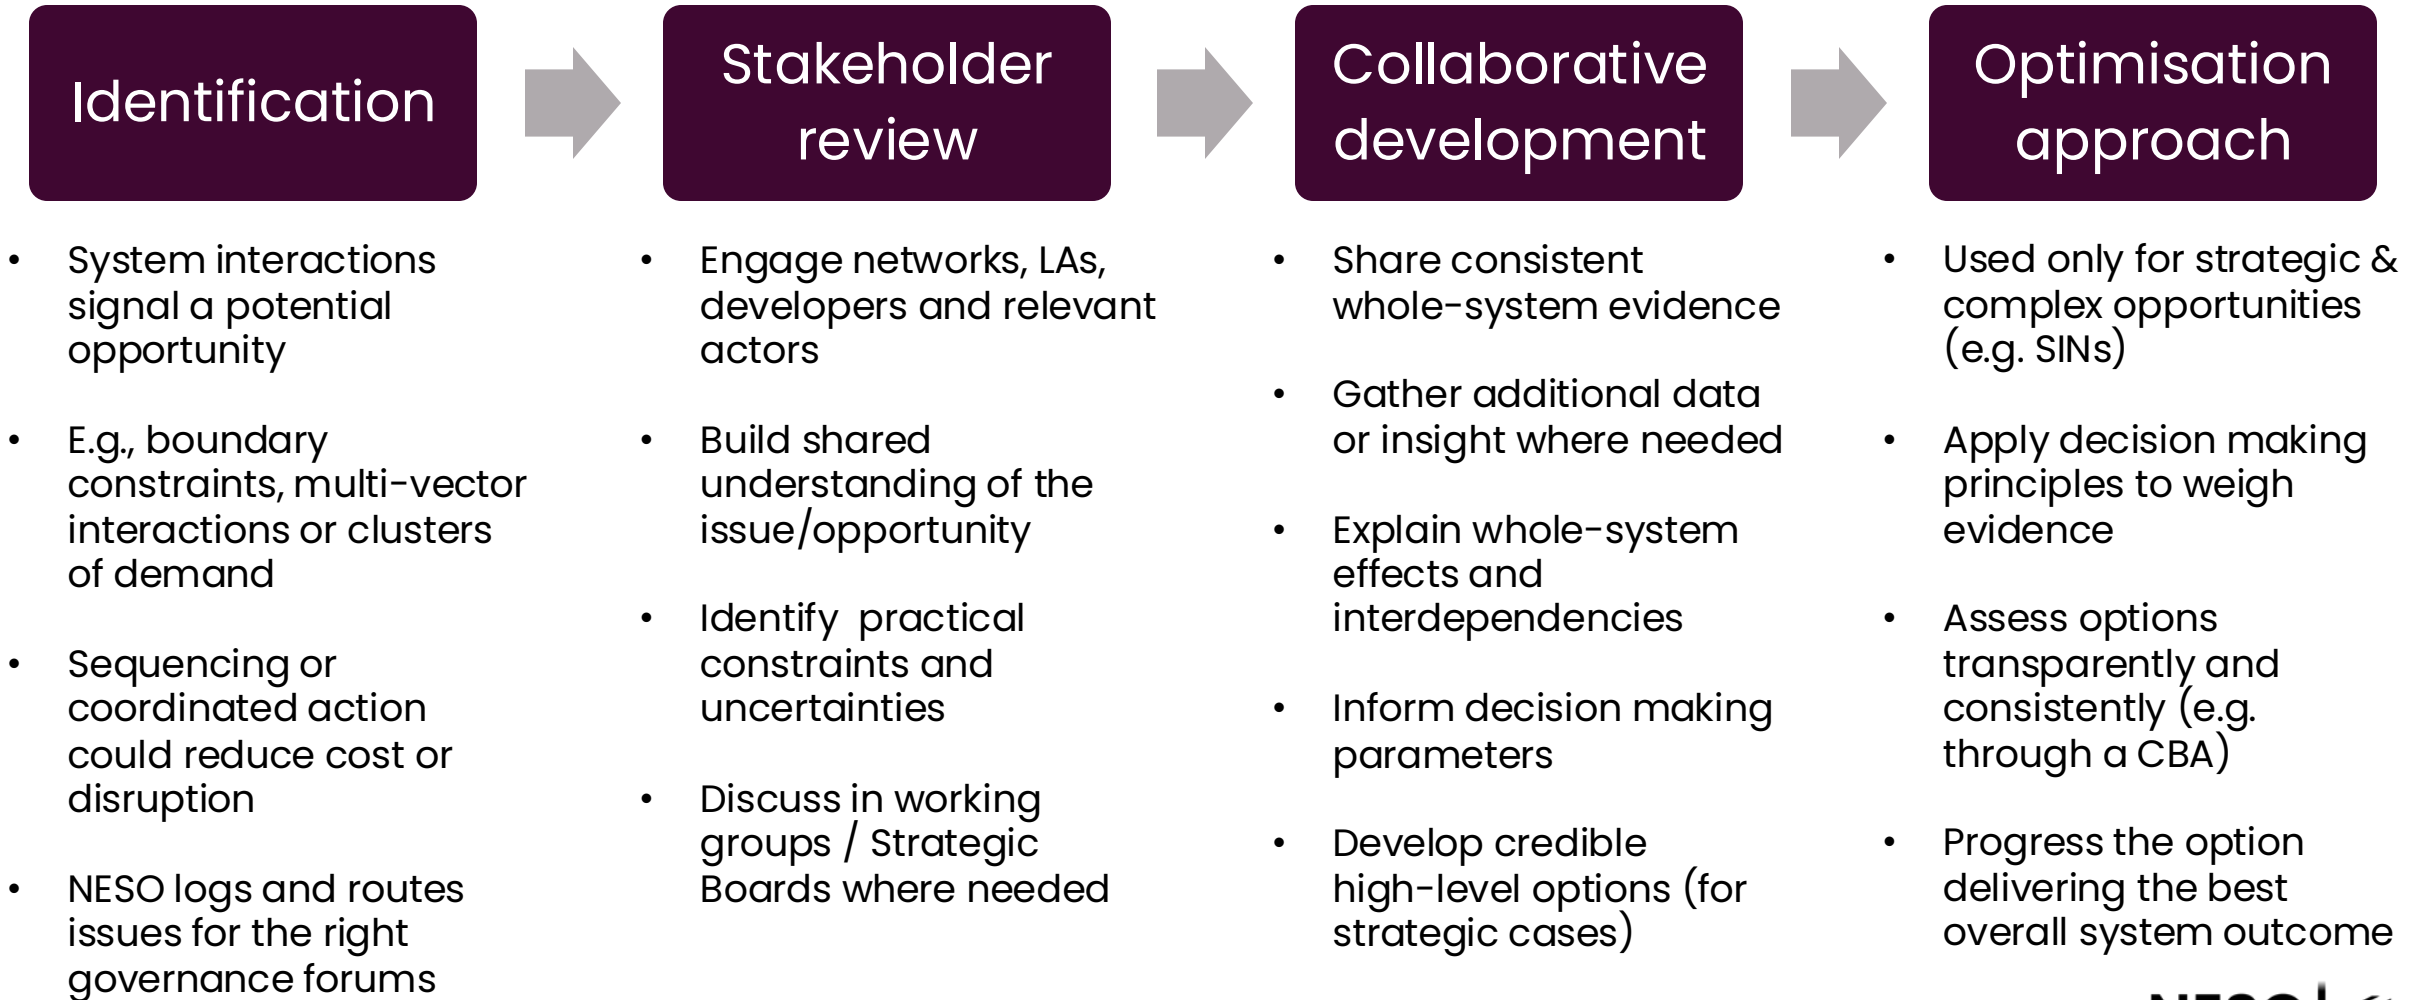 Identification
• System interactions
signal a potential
opportunity
• E.g., boundary
constraints, multi-vector
interactions or clusters
of demand
• Sequencing or
coordinated action
could reduce cost or
disruption
• NESO logs and routes
issues for the right
governance forums
Stakeholder
review
• Engage networks, LAs,
developers and relevant
actors
• Build shared
understanding of the
issue/opportunity
• Identify  practical
constraints and
uncertainties
• Discuss in working
groups / Strategic
Boards where needed
Collaborative
development
• Share consistent
whole-system evidence
• Gather additional data
or insight where needed
• Explain whole-system
effects and
interdependencies
• Inform decision making
parameters
• Develop credible
high-level options (for
strategic cases)
Optimisation
approach
• Used only for strategic &
complex opportunities
(e.g. SINs)
• Apply decision making
principles to weigh
evidence
• Assess options
transparently and
consistently (e.g.
through a CBA)
• Progress the option
delivering the best
overall system outcome